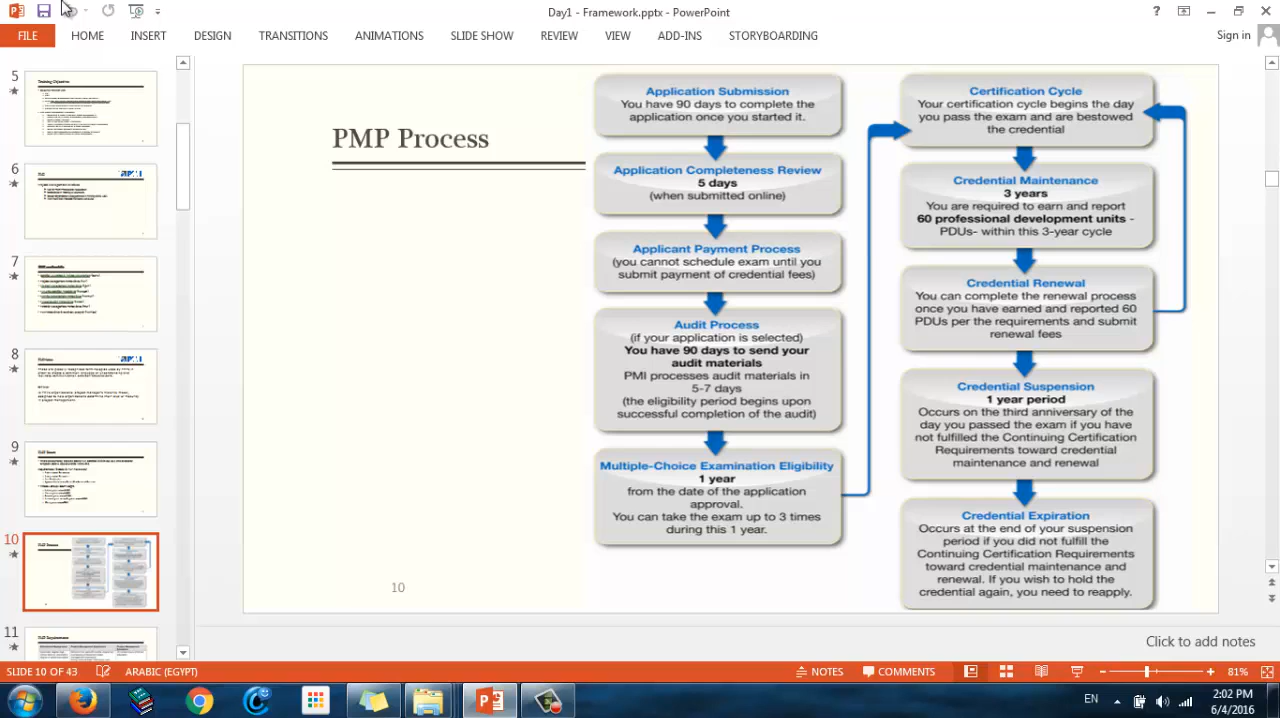 Day1 - Framework.pptx - PowerPoint
?
FILE
HOME
INSERT
DESIGN
TRANSITIONS
ANIMATIONS
SLIDE SHOW
REVIEW
VIEW
ADD-INS
STORYBOARDING
Sign in
5
Training Objective
6
7
8
9
10
11
PMP Process
Application Submission
You have 90 days to complete the
application once you started it.
Application Completeness Review
5 days
(when submitted online)
Applicant Payment Process
(you cannot schedule exam until you
submit payment of credential fees)
Audit Process
(if your application is selected)
You have 90 days to send your
audit materials
PMI processes audit materials in
5-7 days
(the eligibility period begins upon
successful completion of the audit)
Multiple-Choice Examination Eligibility
1 year
from the date of the application
approval.
You can take the exam up to 3 times
during this 1 year.
Certification Cycle
Your certification cycle begins the day
you pass the exam and are bestowed
the credential
Credential Maintenance
3 years
You are required to earn and report
60 professional development units -
PDUs- within this 3-year cycle
Credential Renewal
You can complete the renewal process
once you have earned and reported 60
PDUs per the requirements and submit
renewal fees
Credential Suspension
1 year period
Occurs on the third anniversary of the
day you passed the exam if you have
not fulfilled the Continuing Certification
Requirements toward credential
maintenance and renewal
Credential Expiration
Occurs at the end of your suspension
period if you did not fulfill the
Continuing Certification Requirements
toward credential maintenance and
renewal. If you wish to hold the
credential again, you need to reapply.
10
Click to add notes
SLIDE 10 OF 43
ARABIC (EGYPT)
NOTES
COMMENTS
81%
EN
2:02 PM
6/4/2016